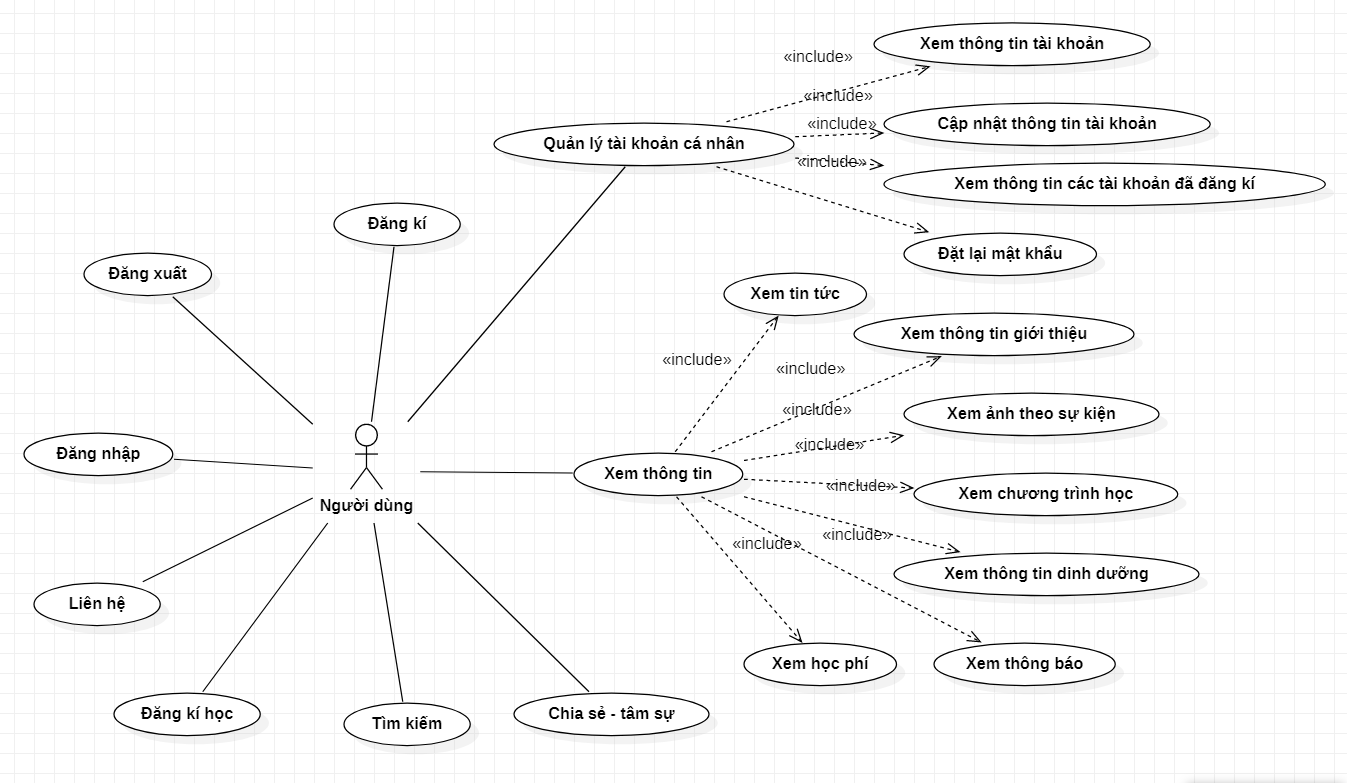 Xem thông tin tài khoản
«include»
«include»
Cập nhật thông tin tài khoản
«include»
Quản lý tài khoản cá nhân
«include»
Xem thông tin các tài khoản đã đăng kí
Đăng kí
Đặt lại mật khẩu
Đăng xuất
Xem tin tức
Xem thông tin giới thiệu
«include»
«include»
Xem ảnh theo sự kiện
«include»
«include»
Đăng nhập
Xem thông tin
«include»
Xem chương trình học
Người dùng
«include»
«include»
Xem thông tin dinh dưỡng
Liên hệ
Xem học phí
Xem thông báo
Đăng kí học
Tìm kiếm
Chia sẻ - tâm sự